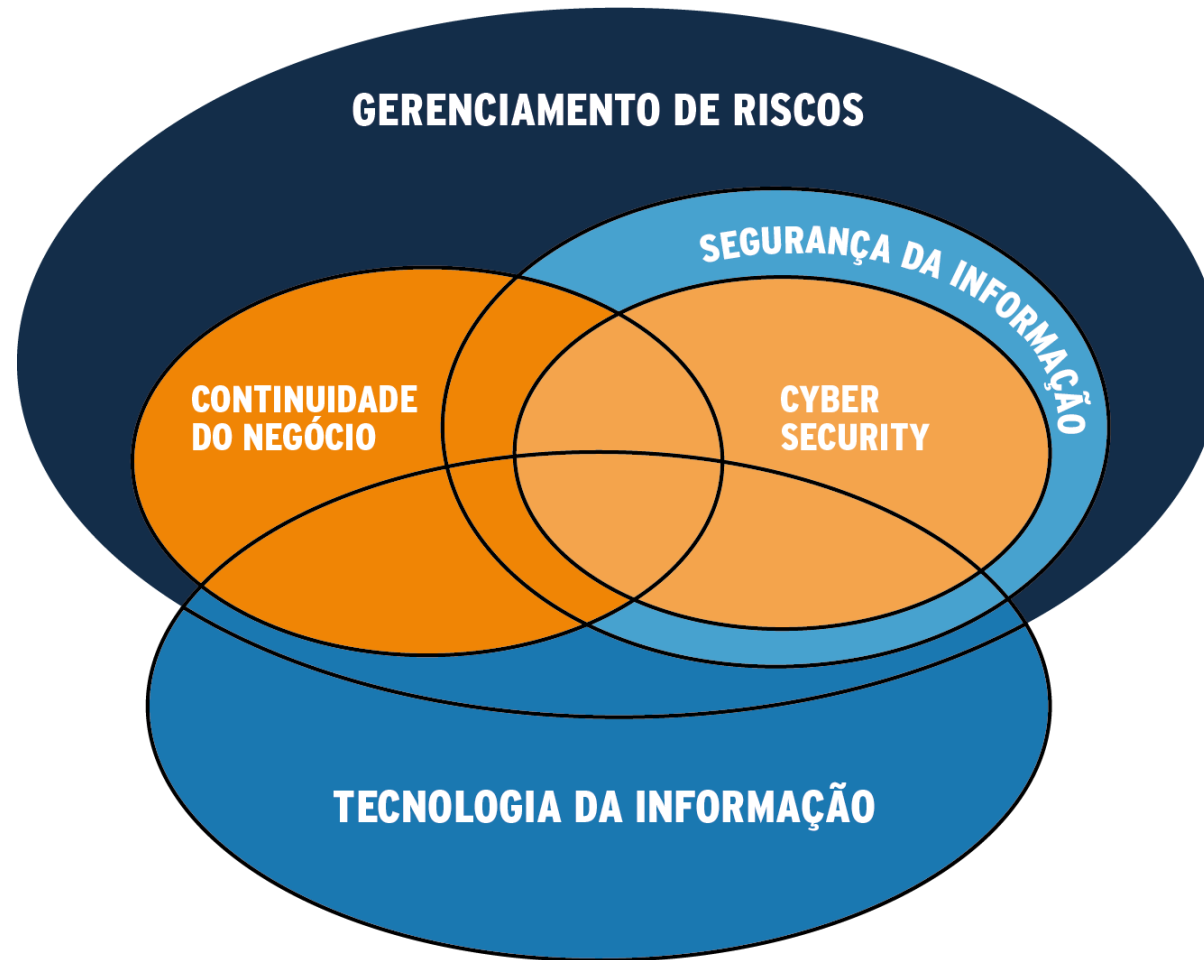 GERENCIAMENTO DE RISCOS
SEGURANÇA DA INFORMAÇÃO
CONTINUIDADE
DO NEGÓCIO
CYBER
SECURITY
TECNOLOGIA DA INFORMAÇÃO